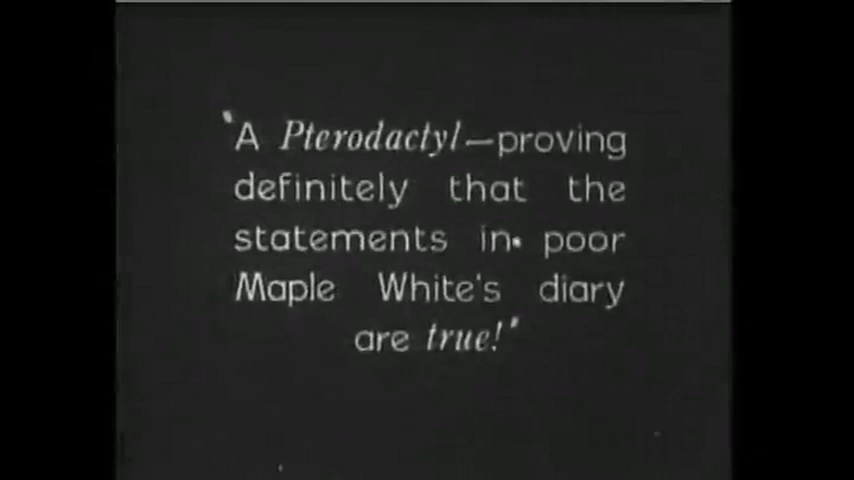 "A Pterodactyl—proving
definitely that the
statements in poor
Maple White's diary
are true!"